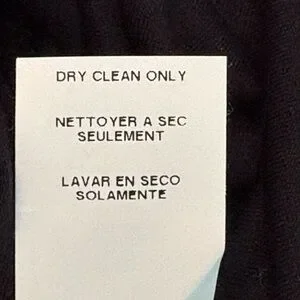 DRY CLEAN ONLY
NETTOYER A SEC
SEULEMENT
LAVAR EN SECO
SOLAMENTE